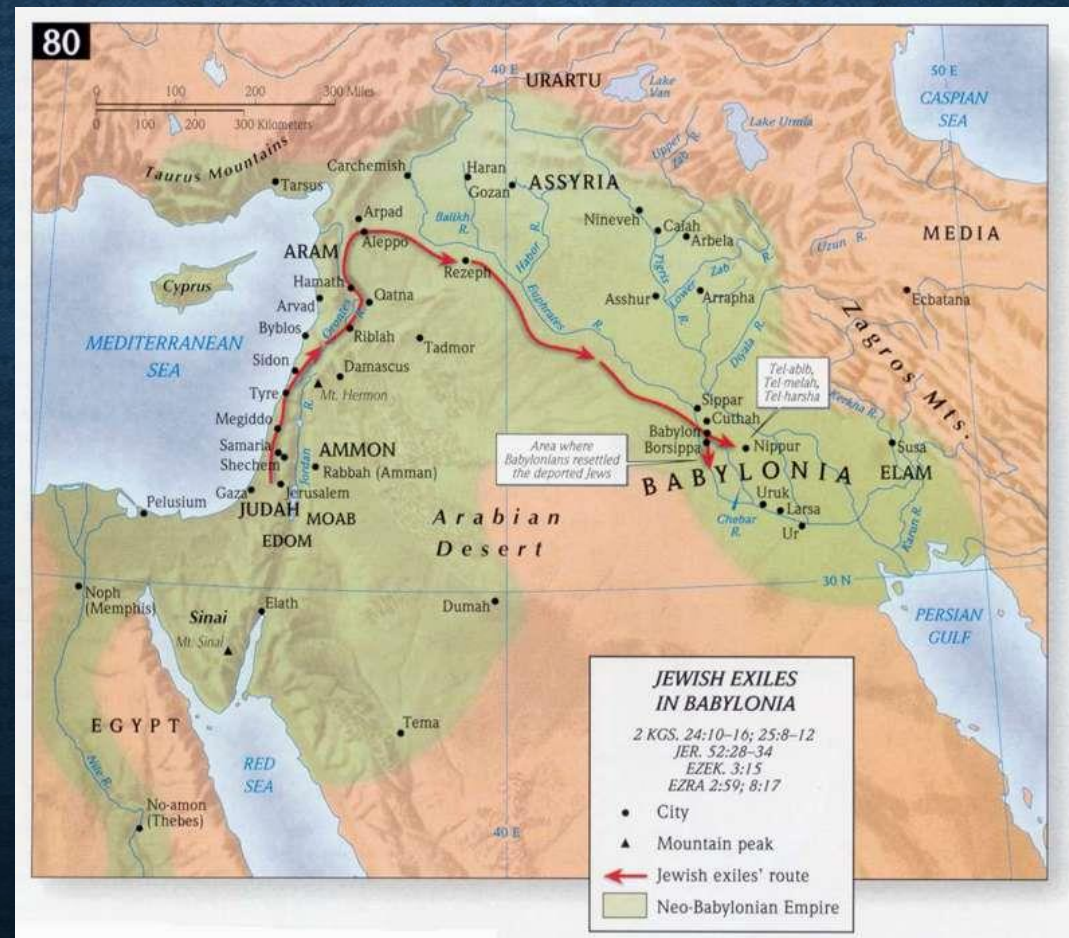 80
0 100 200 300 Miles
0 100 200 300 Kilometers
40 E
URARTU
Lake
Van
50 E
CASPIAN
SEA
Lake Urmia
Upper
Zab R.
Taurus Mountains
Tarsus
Carchemish
Haran
Gozan
ASSYRIA
Arpad
Aleppo
Balikh
R.
Habor R.
Nineveh
Calah
Arbela
Uzun R.
MEDIA
ARAM
Rezeph
Tigris
R.
Lower
Zab
R.
Cyprus
Hamath
Arvad
Qatna
Orontes
R.
Euphrates
R.
Asshur
Arrapha
Ecbatana
Byblos
Riblah
Tadmor
Diyala R.
Zagros Mts.
MEDITERRANEAN
SEA
Sidon
Damascus
Mt. Hermon
Tyre
Tel-abib,
Tel-melah,
Tel-harsha
Kerkha R.
Megiddo
Samaria
Shechem
Jordan
R.
AMMON
Rabbah (Amman)
Sippar
Cuthah
Babylon
Borsippa
Nippur
Susa
ELAM
Area where
Babylonians resettled
the deported Jews
BABYLONIA
Gaza
Jerusalem
JUDAH
MOAB
EDOM
Pelusium
Arabian
Desert
Chebar
R.
Uruk
Larsa
Ur
Karun R.
30 N
Noph
(Memphis)
Sinai
Mt. Sinai
Elath
Dumah
PERSIAN
GULF
EGYPT
Nile R.
RED
SEA
Tema
No-amon
(Thebes)
40 E
JEWISH EXILES
IN BABYLONIA
2 KGS. 24:10–16; 25:8–12
JER. 52:28–34
EZEK. 3:15
EZRA 2:59; 8:17
City
Mountain peak
Jewish exiles' route
Neo-Babylonian Empire